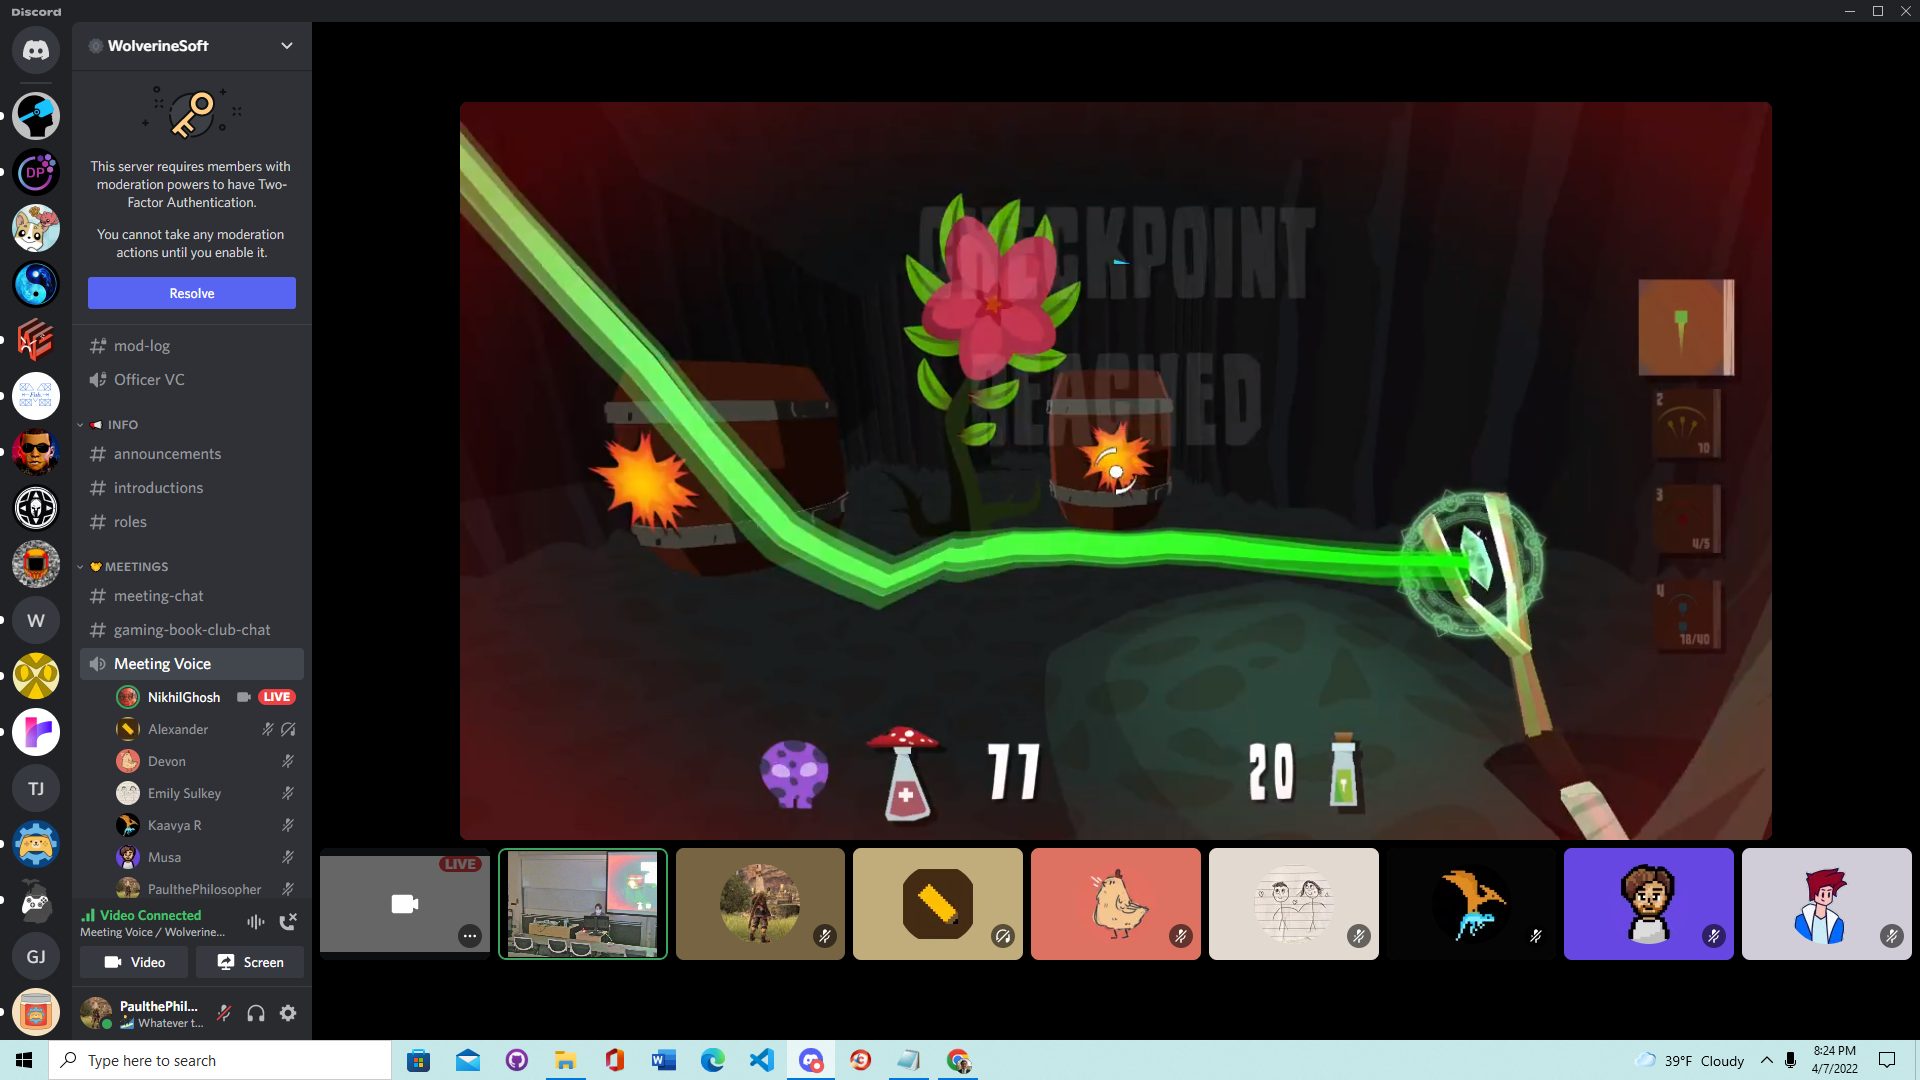 Discord
WolverineSoft
This server requires members with
moderation powers to have Two-
Factor Authentication.
You cannot take any moderation
actions until you enable it.
Resolve
mod-log
Officer VC
INFO
announcements
introductions
roles
MEETINGS
meeting-chat
gaming-book-club-chat
Meeting Voice
NikhilGhosh
LIVE
Alexander
Devon
Emily Sulkey
Kaavya R
Musa
PaulthePhilosopher
Video Connected
Meeting Voice / Wolverine...
Video
Screen
PaulthePhil...
Whatever t...
DP
W
TJ
GJ
CHECKPOINT
REACHED
2
10
3
4/5
4
18/40
77
20
LIVE
Type here to search
39°F Cloudy
8:24 PM
4/7/2022